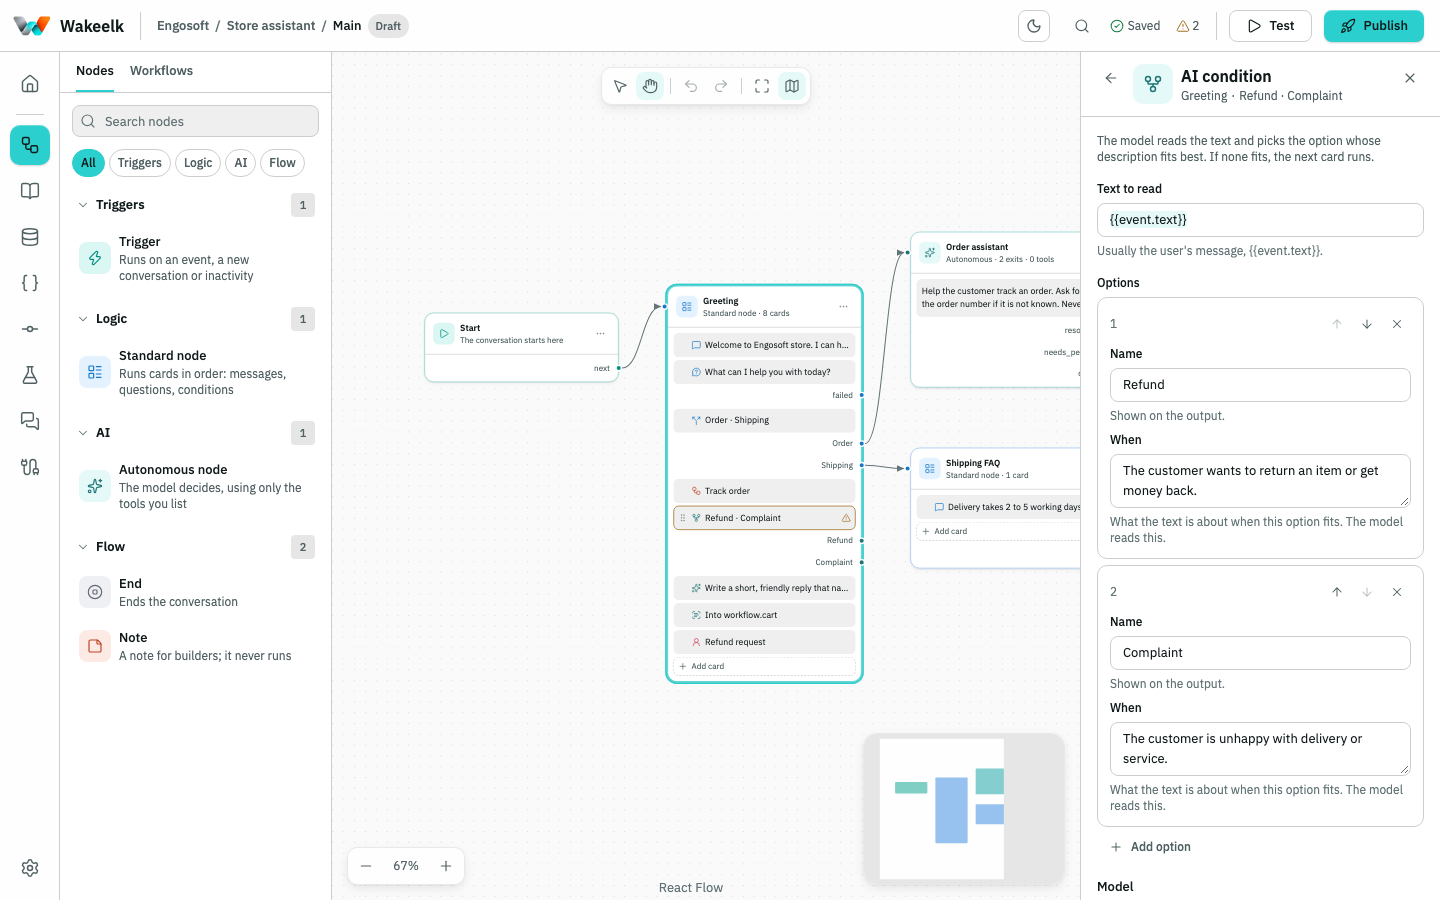 Wakeelk
Engosoft / Store assistant / Main
Draft
Saved
2
Test
Publish
Nodes
Workflows
Search nodes
All
Triggers
Logic
AI
Flow
Triggers
1
Trigger
Runs on an event, a new
conversation or inactivity
Logic
1
Standard node
Runs cards in order: messages,
questions, conditions
AI
1
Autonomous node
The model decides, using only the
tools you list
Flow
2
End
Ends the conversation
Note
A note for builders; it never runs
Start
The conversation starts here
next
Greeting
Standard node · 8 cards
Welcome to Engosoft store. I can h...
What can I help you with today?
failed
Order · Shipping
Order
Shipping
Track order
Refund · Complaint
Refund
Complaint
Write a short, friendly reply that na...
Into workflow.cart
Refund request
+ Add card
Order assistant
Autonomous · 2 exits · 0 tools
Help the customer track an order. Ask fo
the order number if it is not known. Neve
reso
needs_pe
Shipping FAQ
Standard node · 1 card
Delivery takes 2 to 5 working days
+ Add card
67%
React Flow
AI condition
Greeting · Refund · Complaint
The model reads the text and picks the option whose
description fits best. If none fits, the next card runs.
Text to read
{{event.text}}
Usually the user's message, {{event.text}}.
Options
1
Name
Refund
Shown on the output.
When
The customer wants to return an item or get
money back.
What the text is about when this option fits. The model
reads this.
2
Name
Complaint
Shown on the output.
When
The customer is unhappy with delivery or
service.
What the text is about when this option fits. The model
reads this.
+ Add option
Model